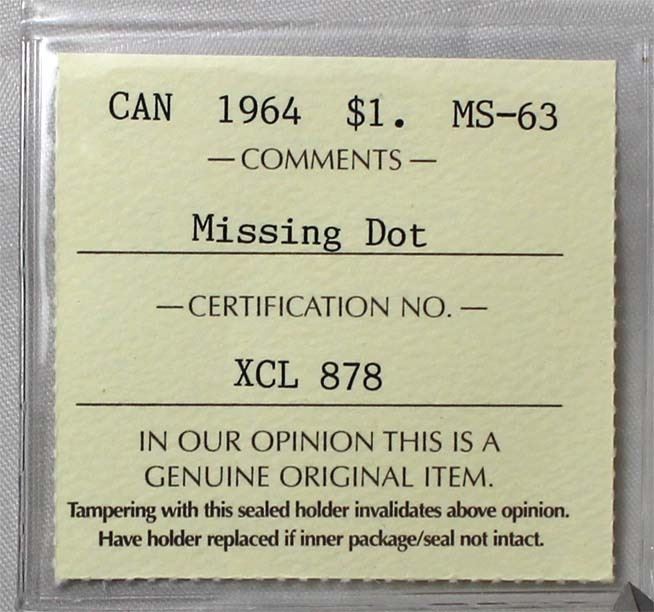 CAN 1964 $1. MS-63
— COMMENTS —
Missing Dot
— CERTIFICATION NO. —
XCL 878
IN OUR OPINION THIS IS A
GENUINE ORIGINAL ITEM.
Tampering with this sealed holder invalidates above opinion.
Have holder replaced if inner package/seal not intact.